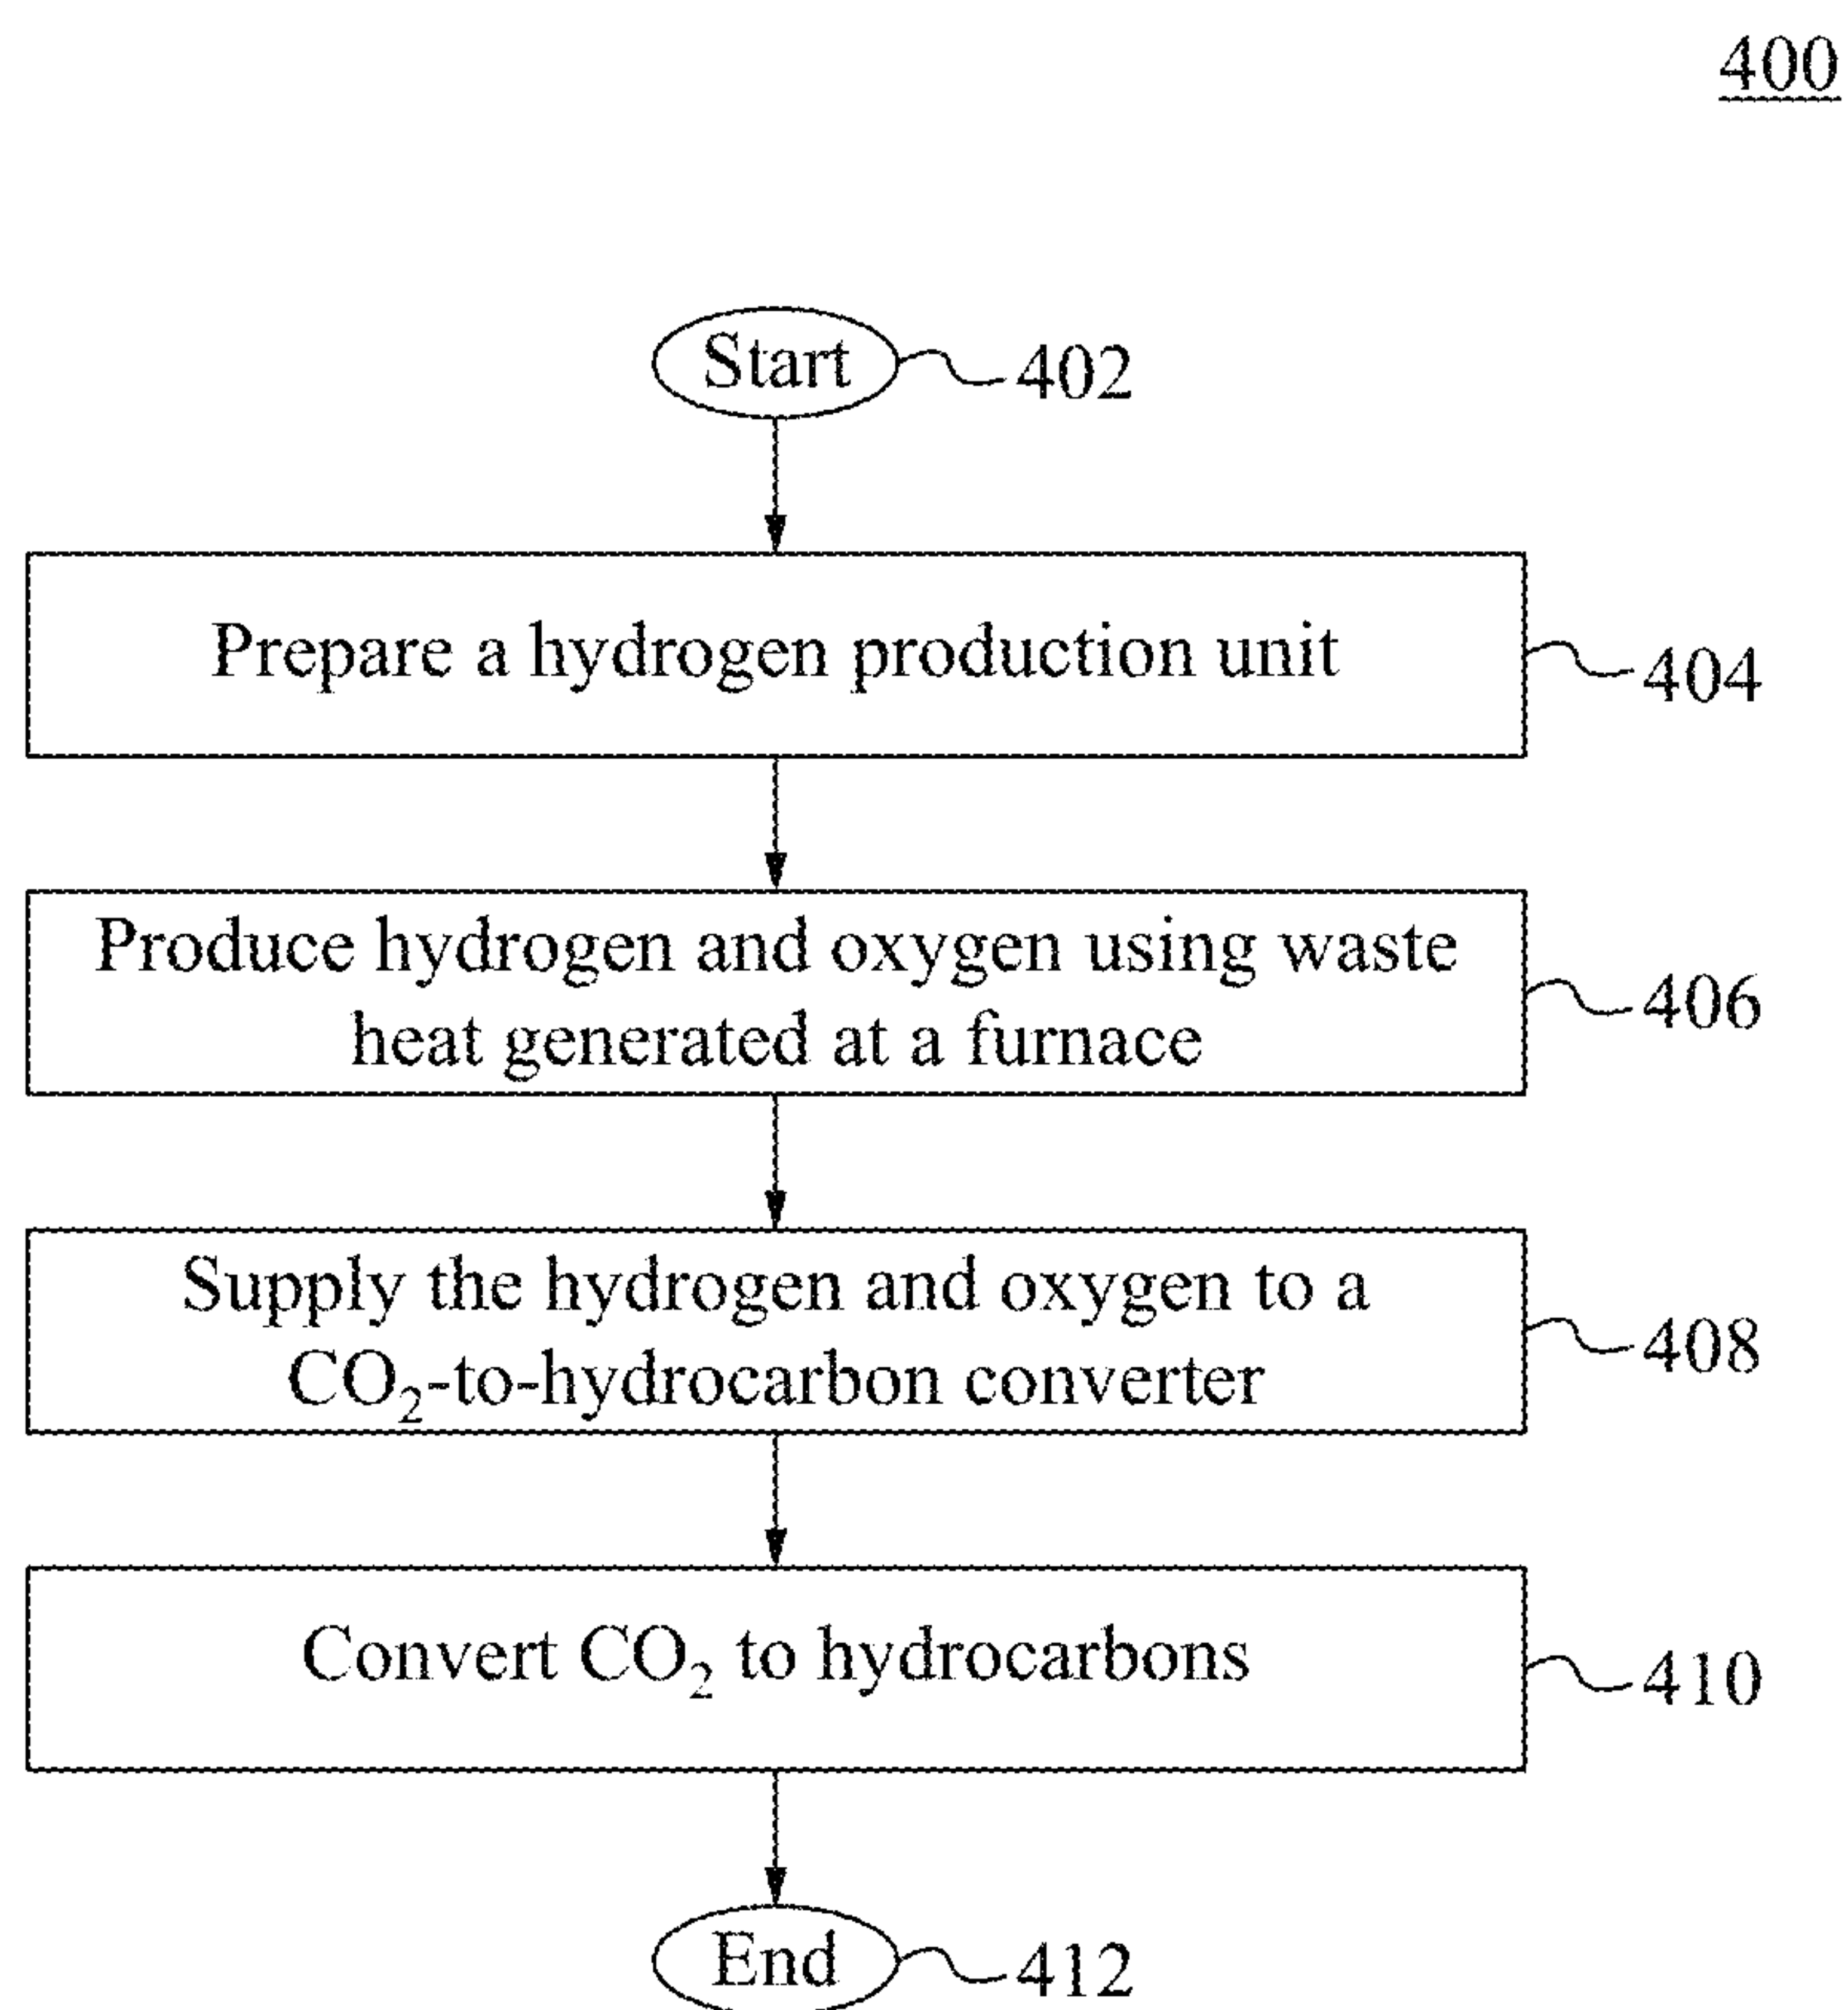 400
Start
402
Prepare a hydrogen production unit
404
Produce hydrogen and oxygen using waste
heat generated at a furnace
406
Supply the hydrogen and oxygen to a
CO₂-to-hydrocarbon converter
408
Convert CO₂ to hydrocarbons
410
End
412